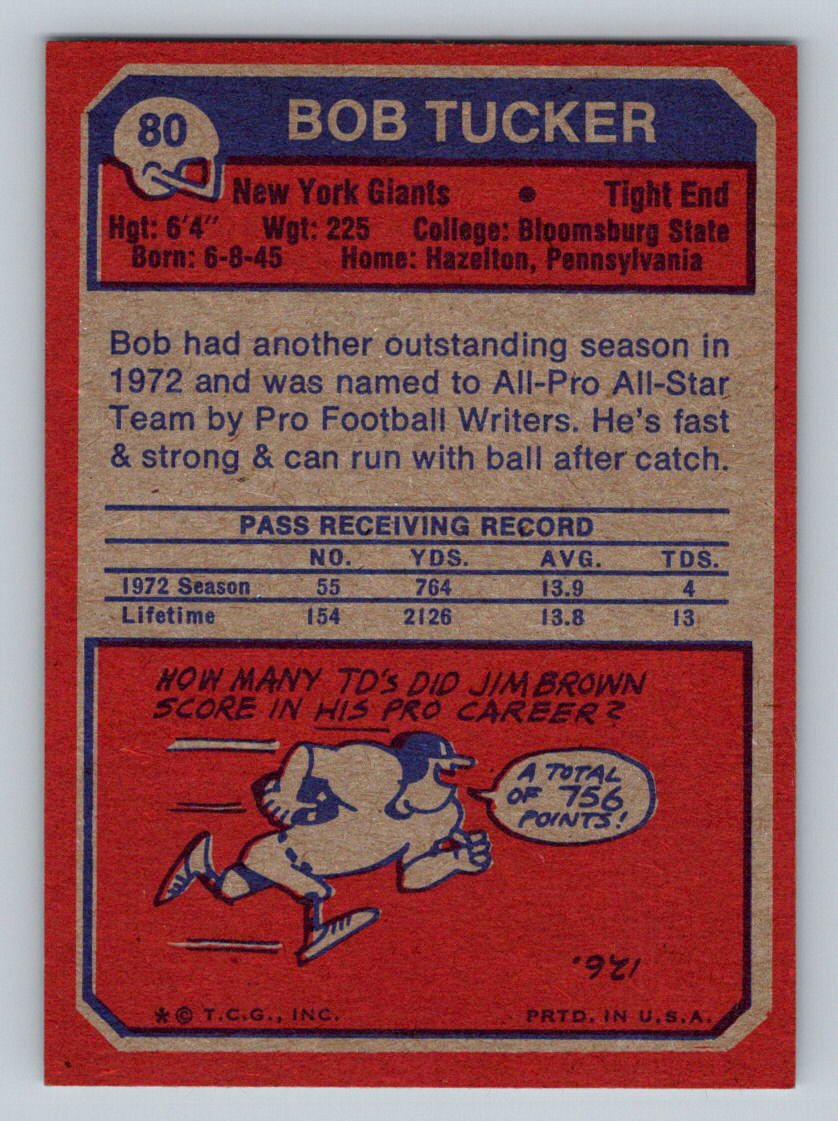 80
BOB TUCKER
New York Giants • Tight End
Hgt: 6'4" Wgt: 225 College: Bloomsburg State
Born: 6-8-45 Home: Hazelton, Pennsylvania
Bob had another outstanding season in
1972 and was named to All-Pro All-Star
Team by Pro Football Writers. He's fast
& strong & can run with ball after catch.
PASS RECEIVING RECORD
NO. YDS. AVG. TDS.
1972 Season 55 764 13.9 4
Lifetime 154 2126 13.8 13
HOW MANY TD'S DID JIM BROWN
SCORE IN HIS PRO CAREER?
A TOTAL
OF 756
POINTS!
126.
* © T.C.G., INC. PRTD. IN U.S.A.